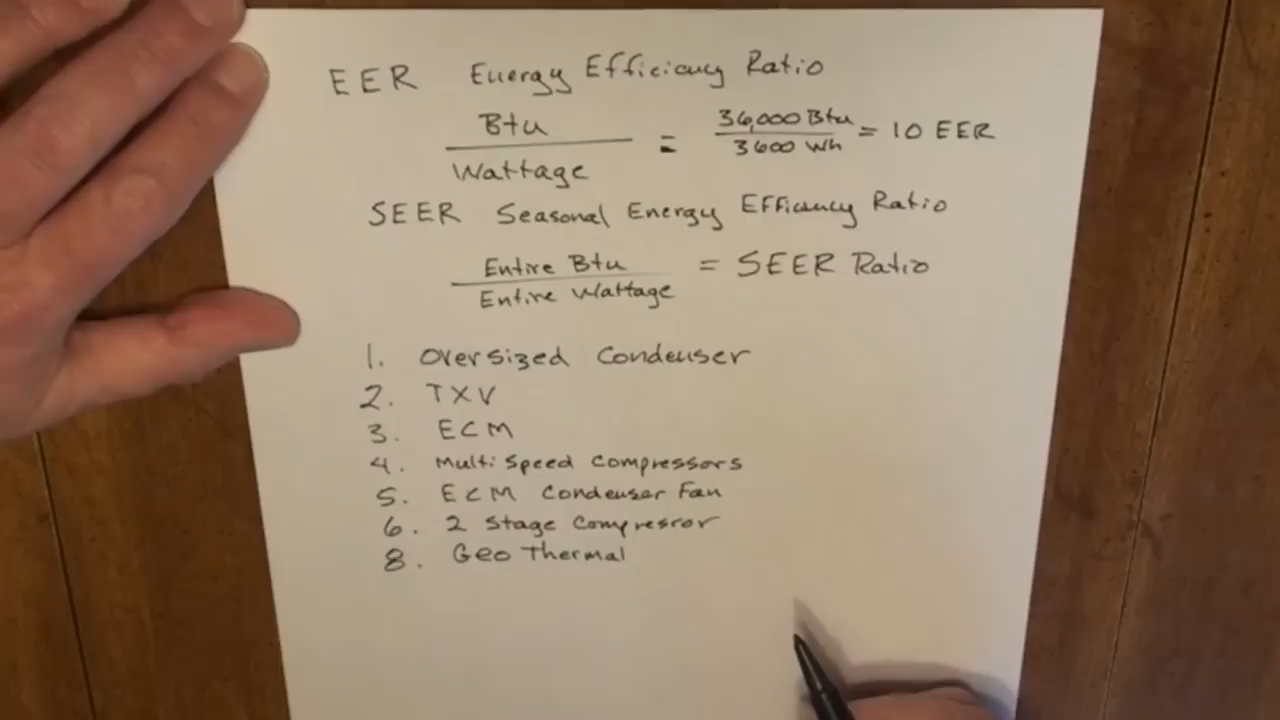 EER Energy Efficiency Ratio
Btu / Wattage = 36,000 Btu / 3600 Wh = 10 EER
SEER Seasonal Energy Efficiency Ratio
Entire Btu / Entire Wattage = SEER Ratio
1. Oversized Condenser
2. TXV
3. ECM
4. Multi Speed Compressors
5. ECM Condenser Fan
6. 2 Stage Compressor
8. Geo Thermal